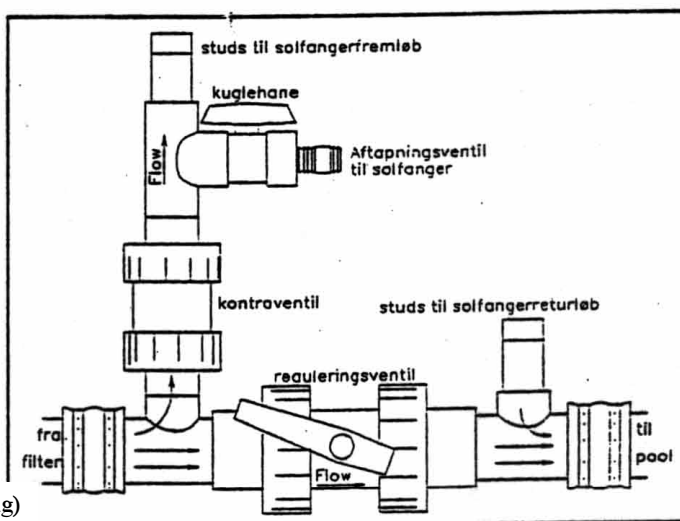 studs til solfangerfremløb
kuglehane
Flow
Aftapningsventil
til solfanger
kontraventil
studs til solfangerreturløb
reguleringsventil
fra
filter
Flow
til
pool
g)